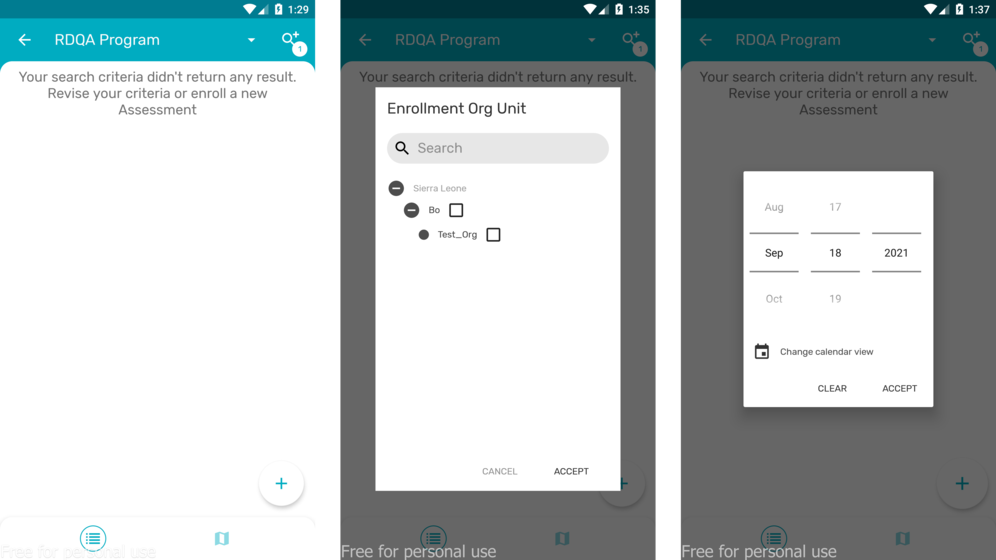 1:29
RDQA Program
1
Your search criteria didn't return any result.
Revise your criteria or enroll a new
Assessment
Free for personal use
1:35
RDQA Program
1
Your search criteria didn't return any result.
Enrollment Org Unit
Search
Sierra Leone
Bo
Test_Org
CANCEL
ACCEPT
Free for personal use
1:37
RDQA Program
1
Your search criteria didn't return any result.
Revise your criteria or enroll a new
Assessment
Aug 17
Sep 18 2021
Oct 19
Change calendar view
CLEAR
ACCEPT
Free for personal use